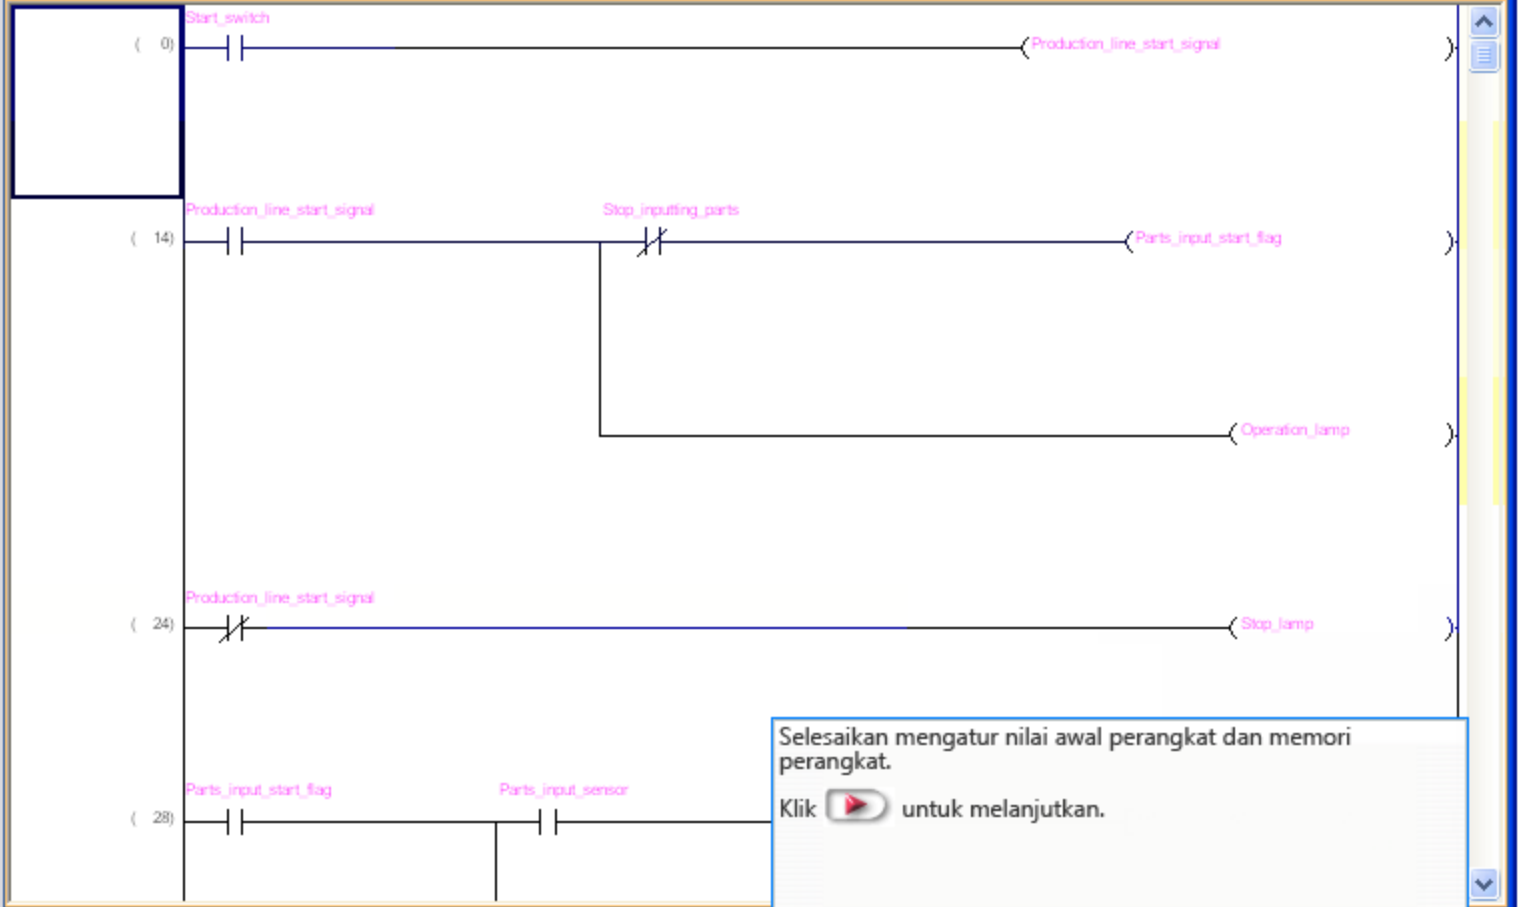 Start_switch
( 0) Production_line_start_signal
Production_line_start_signal Stop_inputting_parts
( 14) Parts_input_start_flag
Operation_lamp
Production_line_start_signal
( 24) Stop_lamp
Parts_input_start_flag Parts_input_sensor
( 28)
Selesaikan mengatur nilai awal perangkat dan memori
perangkat.
Klik untuk melanjutkan.